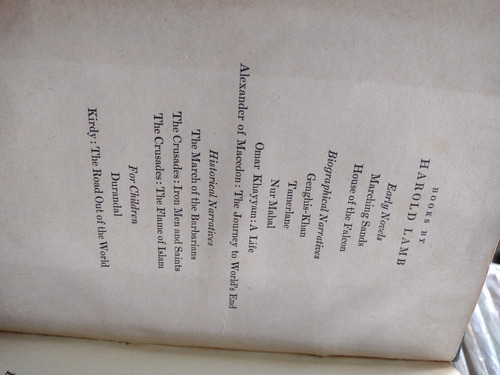 BOOKS BY
HAROLD LAMB
Early Novels
Marching Sands
House of the Falcon
Biographical Narratives
Genghis-Khan
Tamerlane
Nur Mahal
Omar Khayyam: A Life
Alexander of Macedon: The Journey to World's End
Historical Narratives
The March of the Barbarians
The Crusades: Iron Men and Saints
The Crusades: The Flame of Islam
For Children
Durandal
Kirdy: The Road Out of the World